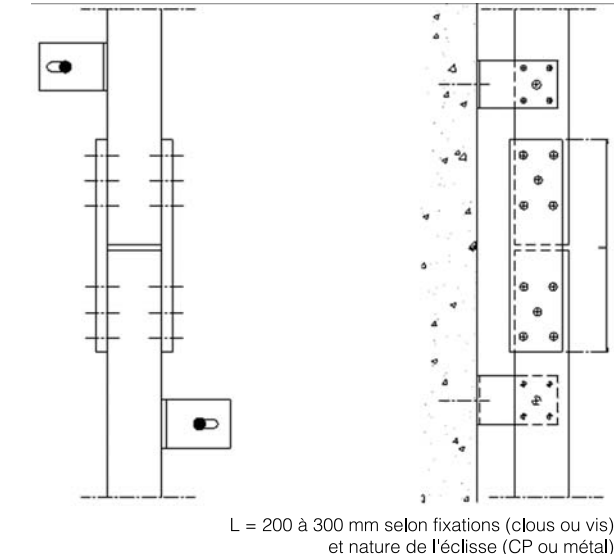 L = 200 à 300 mm selon fixations (clous ou vis)
et nature de l'éclisse (CP ou métal)